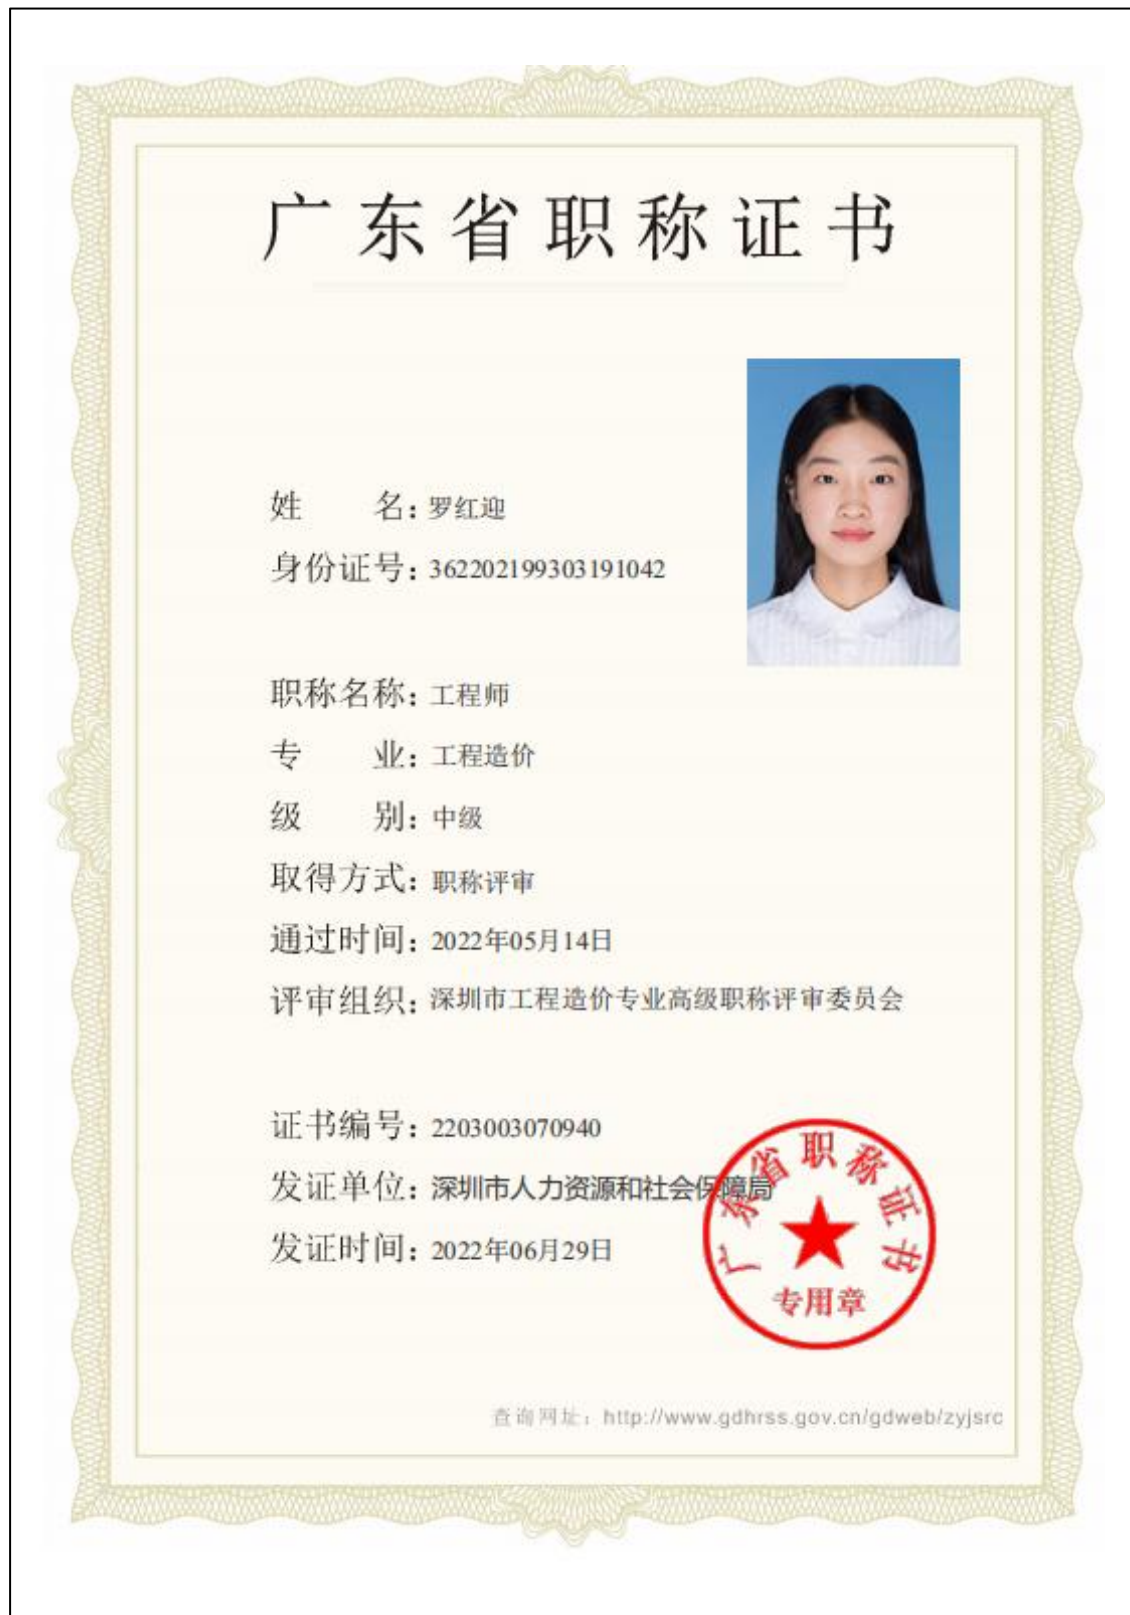 广东省职称证书
姓 名：罗红迎
身份证号：362202199303191042
职称名称：工程师
专 业：工程造价
级 别：中级
取得方式：职称评审
通过时间：2022年05月14日
评审组织：深圳市工程造价专业高级职称评审委员会
证书编号：2203003070940
发证单位：深圳市人力资源和社会保障局
发证时间：2022年06月29日
广东省职称证书
专用章
查询网址：http://www.gdhrss.gov.cn/gdweb/zyjsrc